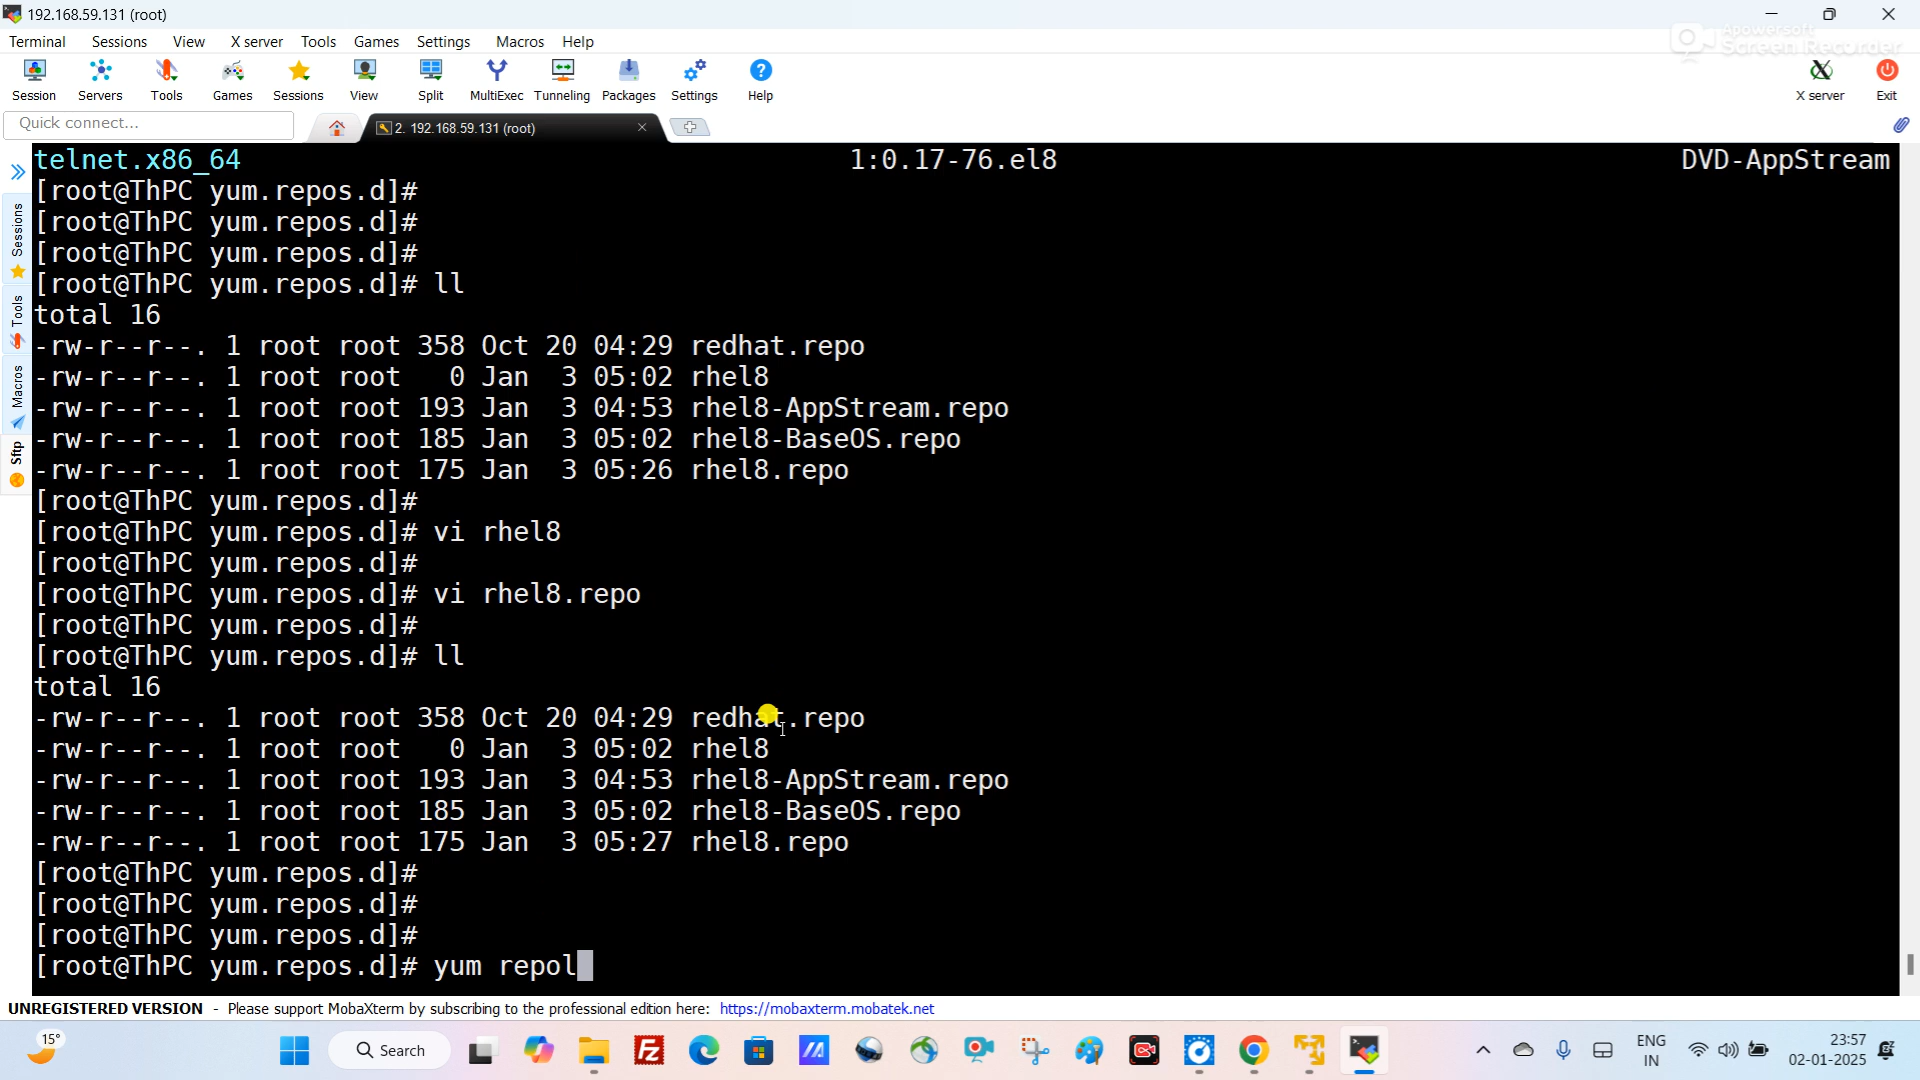 192.168.59.131 (root)
Apowersoft
Screen Recorder
Terminal Sessions View X server Tools Games Settings Macros Help
Session Servers Tools Games Sessions View Split MultiExec Tunneling Packages Settings Help X server Exit
Quick connect...
2. 192.168.59.131 (root)
Sessions
Tools
Macros
Sftp
telnet.x86_64 1:0.17-76.el8 DVD-AppStream
[root@ThPC yum.repos.d]#
[root@ThPC yum.repos.d]#
[root@ThPC yum.repos.d]#
[root@ThPC yum.repos.d]# ll
total 16
-rw-r--r--. 1 root root 358 Oct 20 04:29 redhat.repo
-rw-r--r--. 1 root root 0 Jan 3 05:02 rhel8
-rw-r--r--. 1 root root 193 Jan 3 04:53 rhel8-AppStream.repo
-rw-r--r--. 1 root root 185 Jan 3 05:02 rhel8-BaseOS.repo
-rw-r--r--. 1 root root 175 Jan 3 05:26 rhel8.repo
[root@ThPC yum.repos.d]#
[root@ThPC yum.repos.d]# vi rhel8
[root@ThPC yum.repos.d]#
[root@ThPC yum.repos.d]# vi rhel8.repo
[root@ThPC yum.repos.d]#
[root@ThPC yum.repos.d]# ll
total 16
-rw-r--r--. 1 root root 358 Oct 20 04:29 redhat.repo
-rw-r--r--. 1 root root 0 Jan 3 05:02 rhel8
-rw-r--r--. 1 root root 193 Jan 3 04:53 rhel8-AppStream.repo
-rw-r--r--. 1 root root 185 Jan 3 05:02 rhel8-BaseOS.repo
-rw-r--r--. 1 root root 175 Jan 3 05:27 rhel8.repo
[root@ThPC yum.repos.d]#
[root@ThPC yum.repos.d]#
[root@ThPC yum.repos.d]#
[root@ThPC yum.repos.d]# yum repol
UNREGISTERED VERSION - Please support MobaXterm by subscribing to the professional edition here: https://mobaxterm.mobatek.net
15°
Search
ENG
IN
23:57
02-01-2025